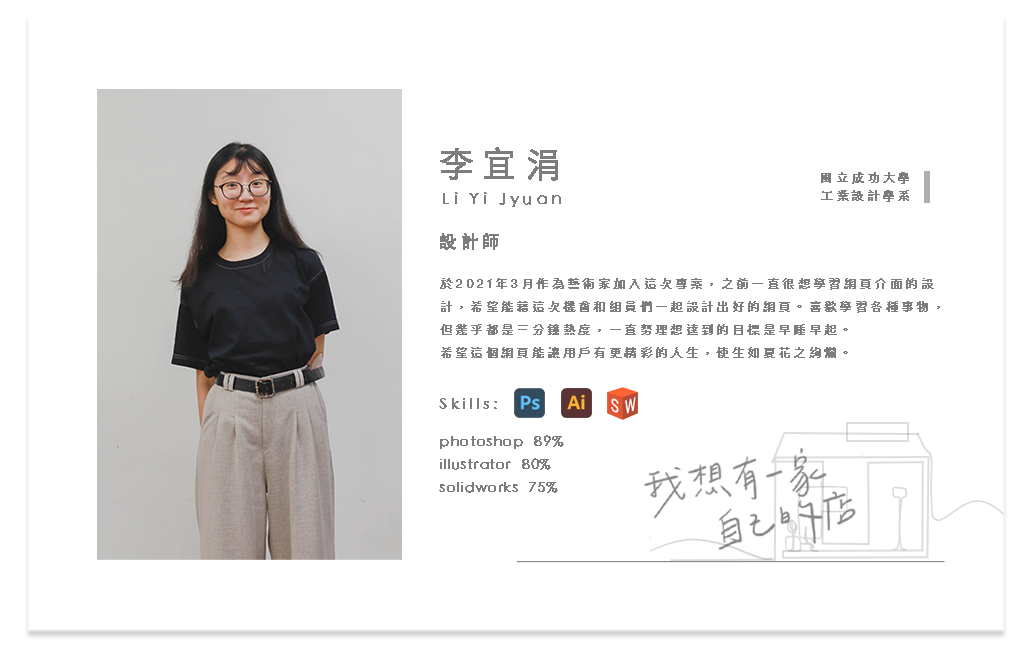 李宜涓
Li Yi Jyuan
國立成功大學
工業設計學系
設計師
於2021年3月作為藝術家加入這次專案，之前一直很想學習網頁介面的設
計，希望能藉這次機會和組員們一起設計出好的網頁。喜歡學習各種事物，
但幾乎都是三分鐘熱度，一直努理想達到的目標是早睡早起。
希望這個網頁能讓用戶有更精彩的人生，使生如夏花之絢爛。
Skills: Ps Ai SW
photoshop 89%
illustrator 80%
solidworks 75%
我想有一家
自己的店